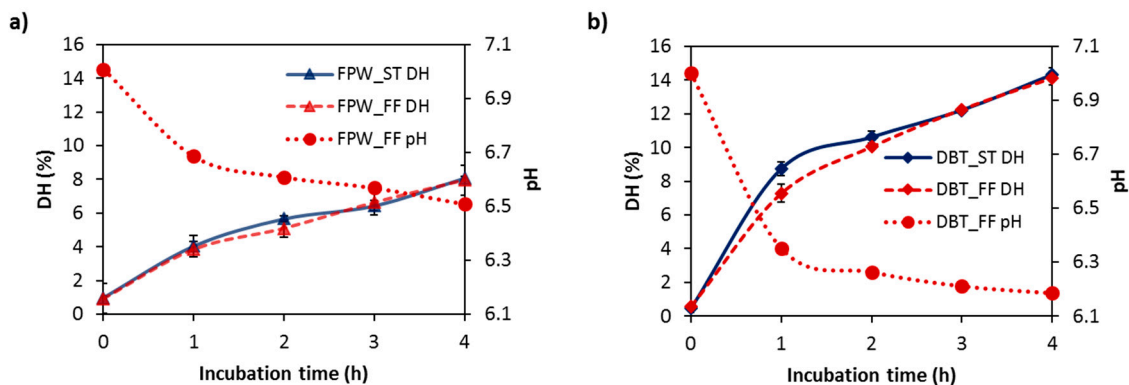 a)
16
14
12
10
8
6
4
2
0
DH (%)
FPW_ST DH
FPW_FF DH
FPW_FF pH
7.1
6.9
6.7
6.5
6.3
6.1
pH
0 1 2 3 4
Incubation time (h)
b)
16
14
12
10
8
6
4
2
0
DH (%)
DBT_ST DH
DBT_FF DH
DBT_FF pH
7.1
6.9
6.7
6.5
6.3
6.1
pH
0 1 2 3 4
Incubation time (h)